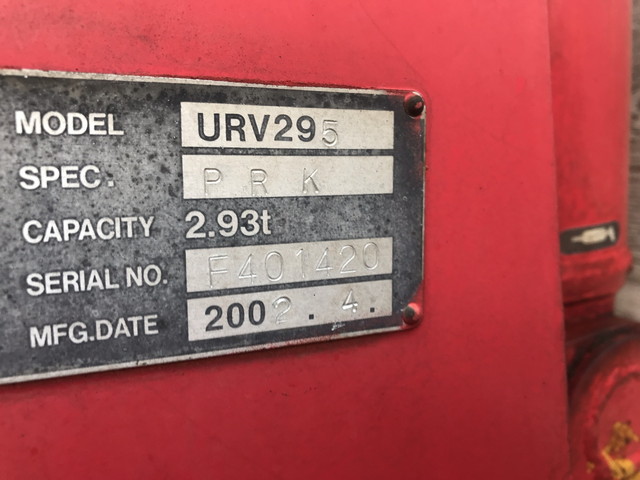 MODEL URV295
SPEC. PRK
CAPACITY 2.93t
SERIAL NO. F401420
MFG.DATE 2002.4.